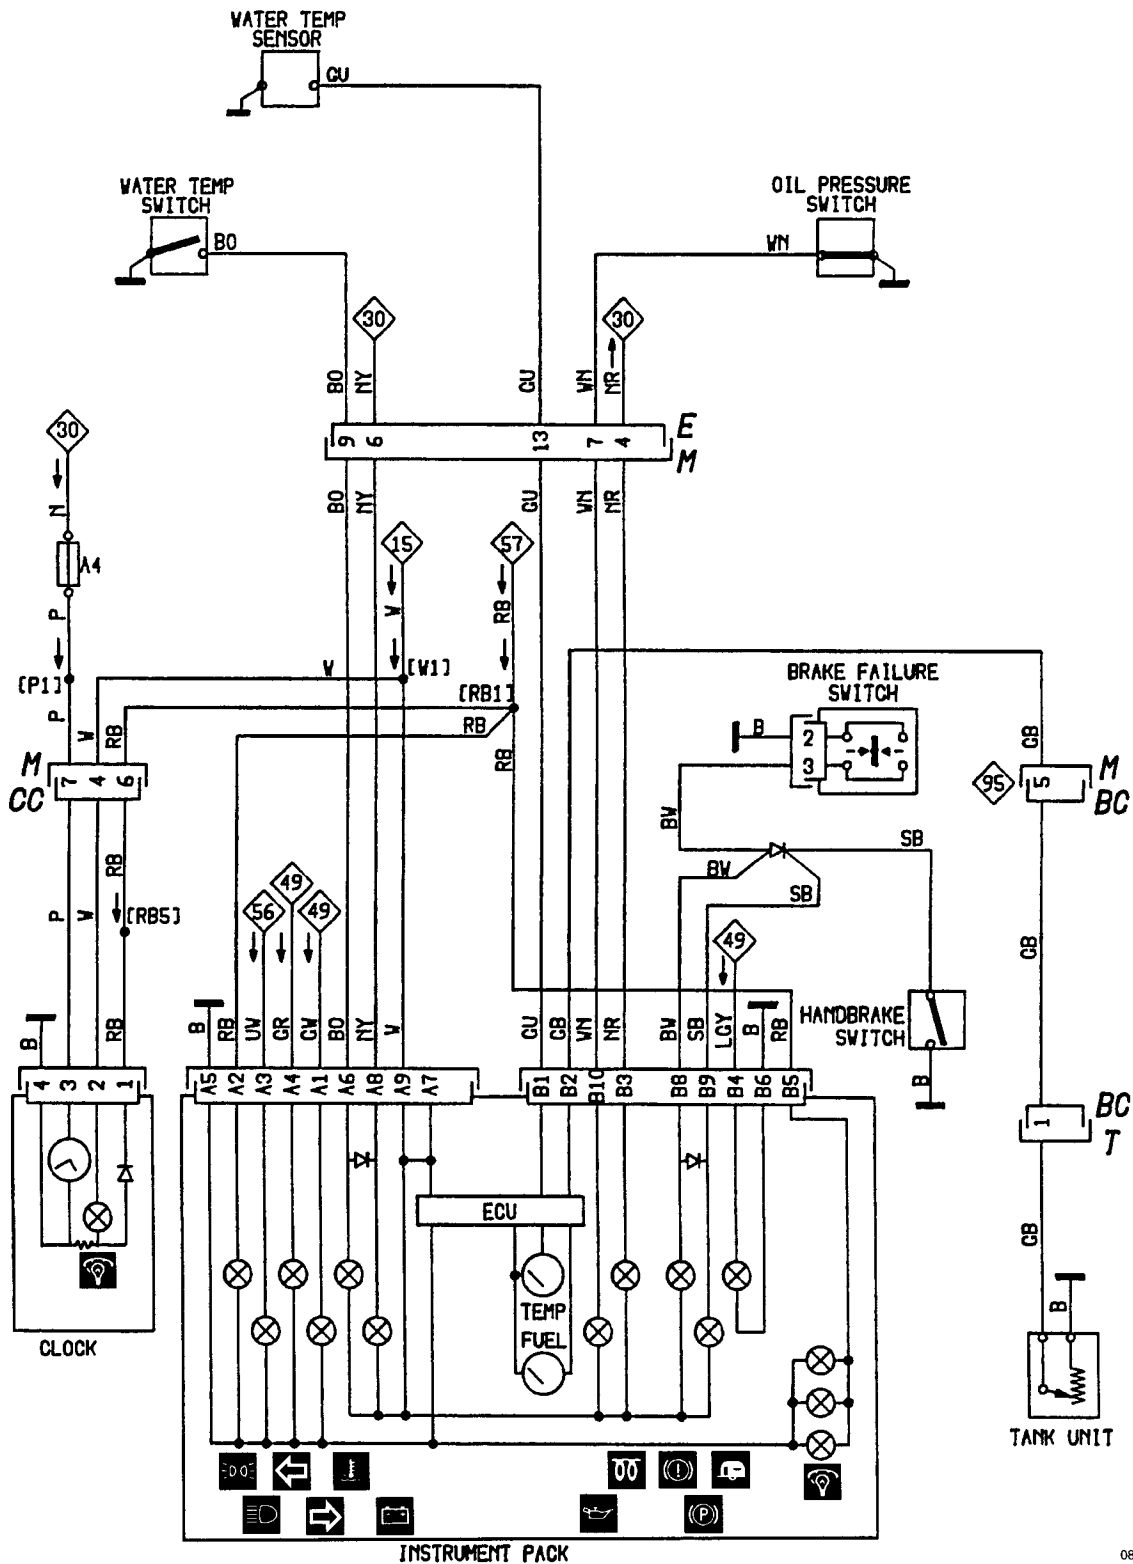 WATER TEMP
SENSOR
GU
WATER TEMP
SWITCH
BO
OIL PRESSURE
SWITCH
WN
30
30
BO
NY
GU
WN
NR
E
9
6
13
7
4
M
30
N
A4
P
BO
NY
GU
WN
NR
15
57
W
RB
[P1]
W
[W1]
[RB1]
P
W
RB
RB
RB
BRAKE FAILURE
SWITCH
B
2
3
GB
M
CC
7
4
6
95
5
M
BC
BW
SB
BW
SB
RB
P
W
[RB5]
49
56
49
49
GB
HANDBRAKE
SWITCH
B
B
RB
B
RB
UW
GR
GW
BO
NY
W
GU
GB
WN
NR
BW
SB
LGY
B
RB
B
4
3
2
1
A5
A2
A3
A4
A1
A6
A8
A9
A7
B1
B2
B10
B3
B8
B9
B4
B6
B5
1
BC
T
ECU
GB
TEMP
FUEL
B
CLOCK
TANK UNIT
P
INSTRUMENT PACK
08